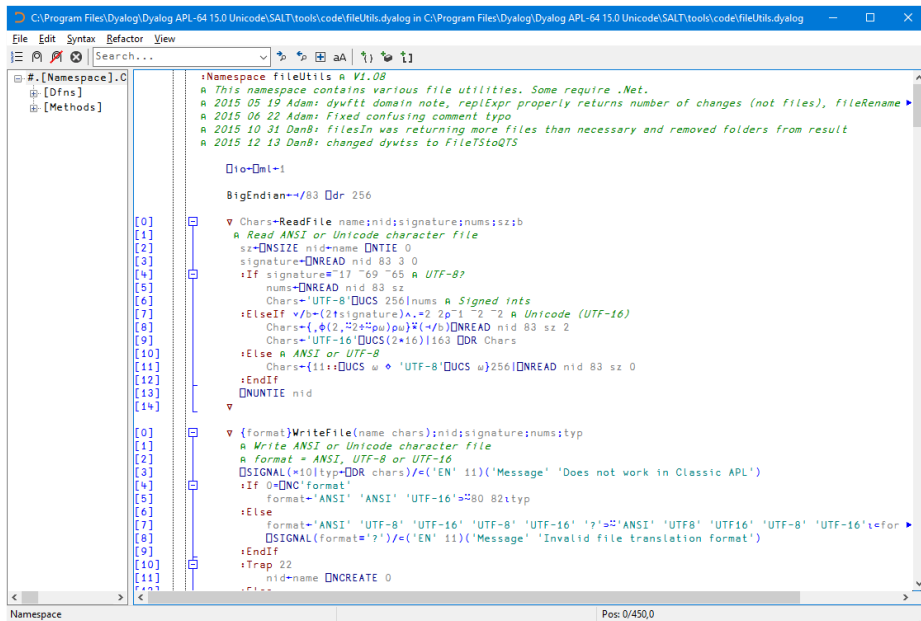 C:\Program Files\Dyalog\Dyalog APL-64 15.0 Unicode\SALT\tools\code\fileUtils.dyalog in C:\Program Files\Dyalog\Dyalog APL-64 15.0 Unicode\SALT\tools\code\fileUtils.dyalog
File Edit Syntax Refactor View
Search... aA
#.[Namespace].C
[Dfns]
[Methods]
:Namespace fileUtils ⍝ V1.08
⍝ This namespace contains various file utilities. Some require .Net.
⍝ 2015 05 19 Adam: dywftt domain note, replExpr properly returns number of changes (not files), fileRename
⍝ 2015 06 22 Adam: Fixed confusing comment typo
⍝ 2015 10 31 DanB: filesIn was returning more files than necessary and removed folders from result
⍝ 2015 12 13 DanB: changed dywtss to FileTStoQTS
⎕io←⎕ml←1
BigEndian←⊣/83 ⎕dr 256
[0] ∇ Chars←ReadFile name;nid;signature;nums;sz;b
[1] ⍝ Read ANSI or Unicode character file
[2] sz←⎕NSIZE nid←name ⎕NTIE 0
[3] signature←⎕NREAD nid 83 3 0
[4] :If signature≡¯17 ¯69 ¯65 ⍝ UTF-8?
[5] nums←⎕NREAD nid 83 sz
[6] Chars←'UTF-8'⎕UCS 256|nums ⍝ Signed ints
[7] :ElseIf ∨/b←(2↑signature)∧.=2 2⍴¯1 ¯2 ¯2 ⍝ Unicode (UTF-16)
[8] Chars←{,⌽(2,⍨2÷⍨⍴⍵)⍴⍵}⍣(⊣/b)⎕NREAD nid 83 sz 2
[9] Chars←'UTF-16'⎕UCS(2*16)|163 ⎕DR Chars
[10] :Else ⍝ ANSI or UTF-8
[11] Chars←{11::⎕UCS ⍵ ⋄ 'UTF-8'⎕UCS ⍵}256|⎕NREAD nid 83 sz 0
[12] :EndIf
[13] ⎕NUNTIE nid
[14] ∇
[0] ∇ {format}WriteFile(name chars);nid;signature;nums;typ
[1] ⍝ Write ANSI or Unicode character file
[2] ⍝ format = ANSI, UTF-8 or UTF-16
[3] ⎕SIGNAL(×10|typ←⎕DR chars)/⊂('EN' 11)('Message' 'Does not work in Classic APL')
[4] :If 0=⎕NC'format'
[5] format←'ANSI' 'ANSI' 'UTF-16'⊃⍨80 82⍳typ
[6] :Else
[7] format←'ANSI' 'UTF-8' 'UTF-16' 'UTF-8' 'UTF-16' '?'⊃⍨'ANSI' 'UTF8' 'UTF16' 'UTF-8' 'UTF-16'⍳⊂for
[8] ⎕SIGNAL(format≡'?')/⊂('EN' 11)('Message' 'Invalid file translation format')
[9] :EndIf
[10] :Trap 22
[11] nid←name ⎕NCREATE 0
Namespace Pos: 0/450,0